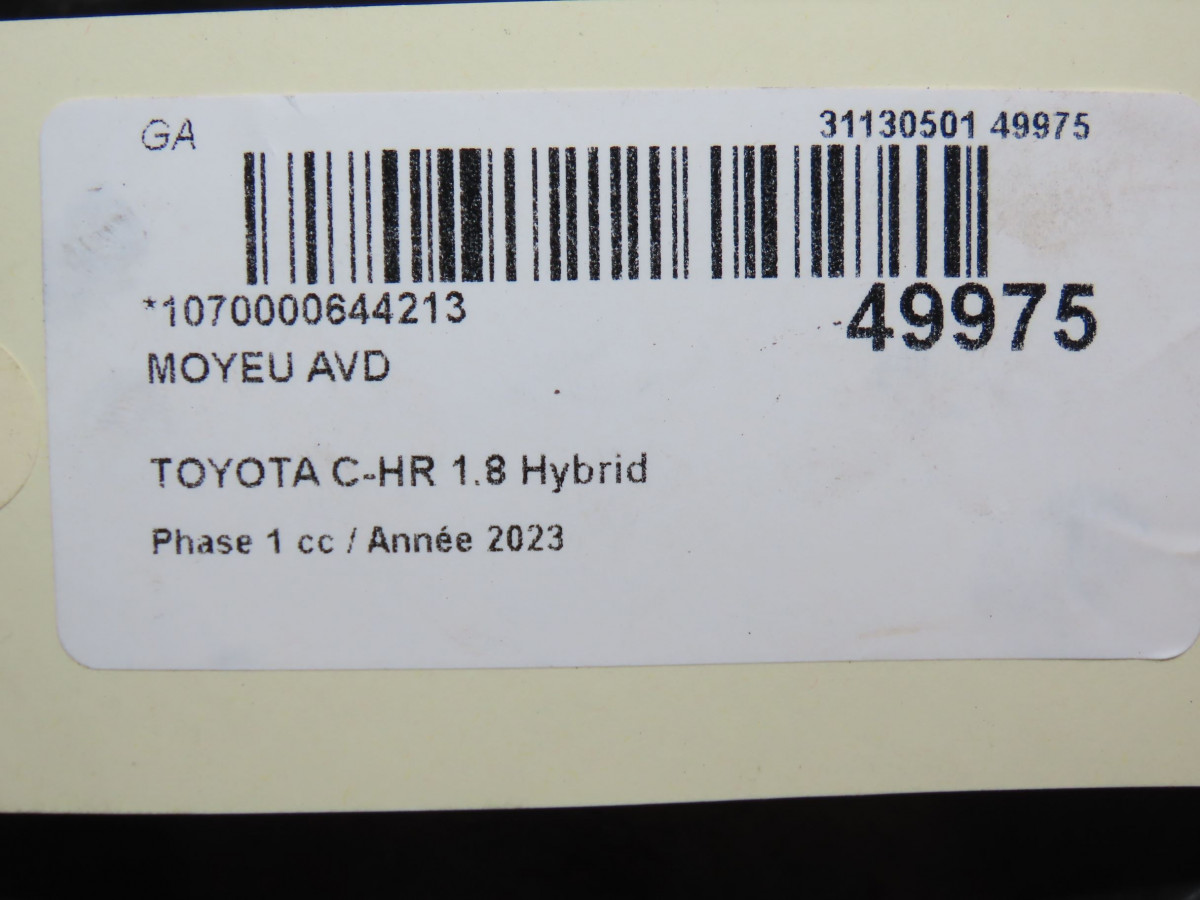 GA
31130501 49975
*1070000644213
49975
MOYEU AVD
TOYOTA C-HR 1.8 Hybrid
Phase 1 cc / Année 2023